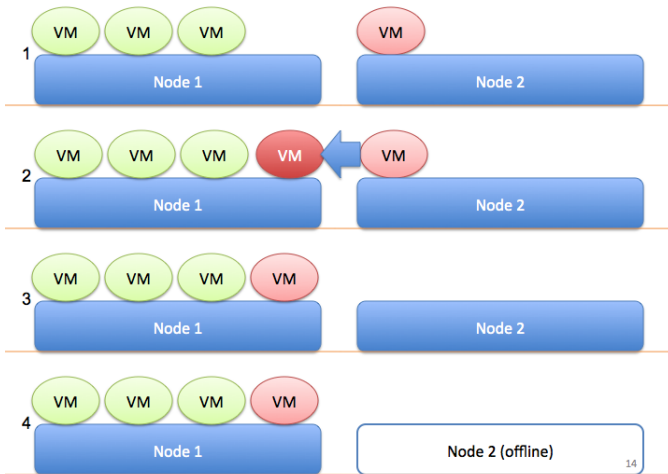 VM VM VM VM
1
Node 1 Node 2
VM VM VM VM VM
2
Node 1 Node 2
VM VM VM VM
3
Node 1 Node 2
VM VM VM VM
4
Node 1 Node 2 (offline)
14